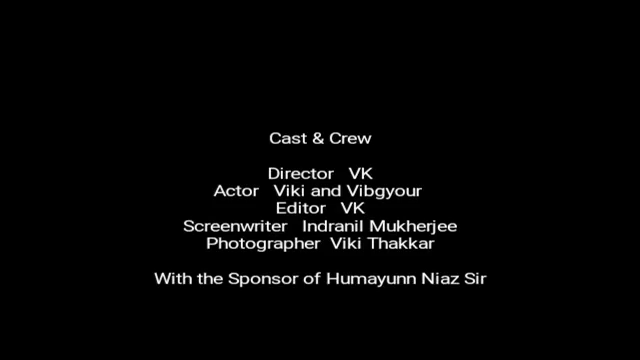 Cast & Crew
Director VK
Actor Viki and Vibgyour
Editor VK
Screenwriter Indranil Mukherjee
Photographer Viki Thakkar
With the Sponsor of Humayunn Niaz Sir